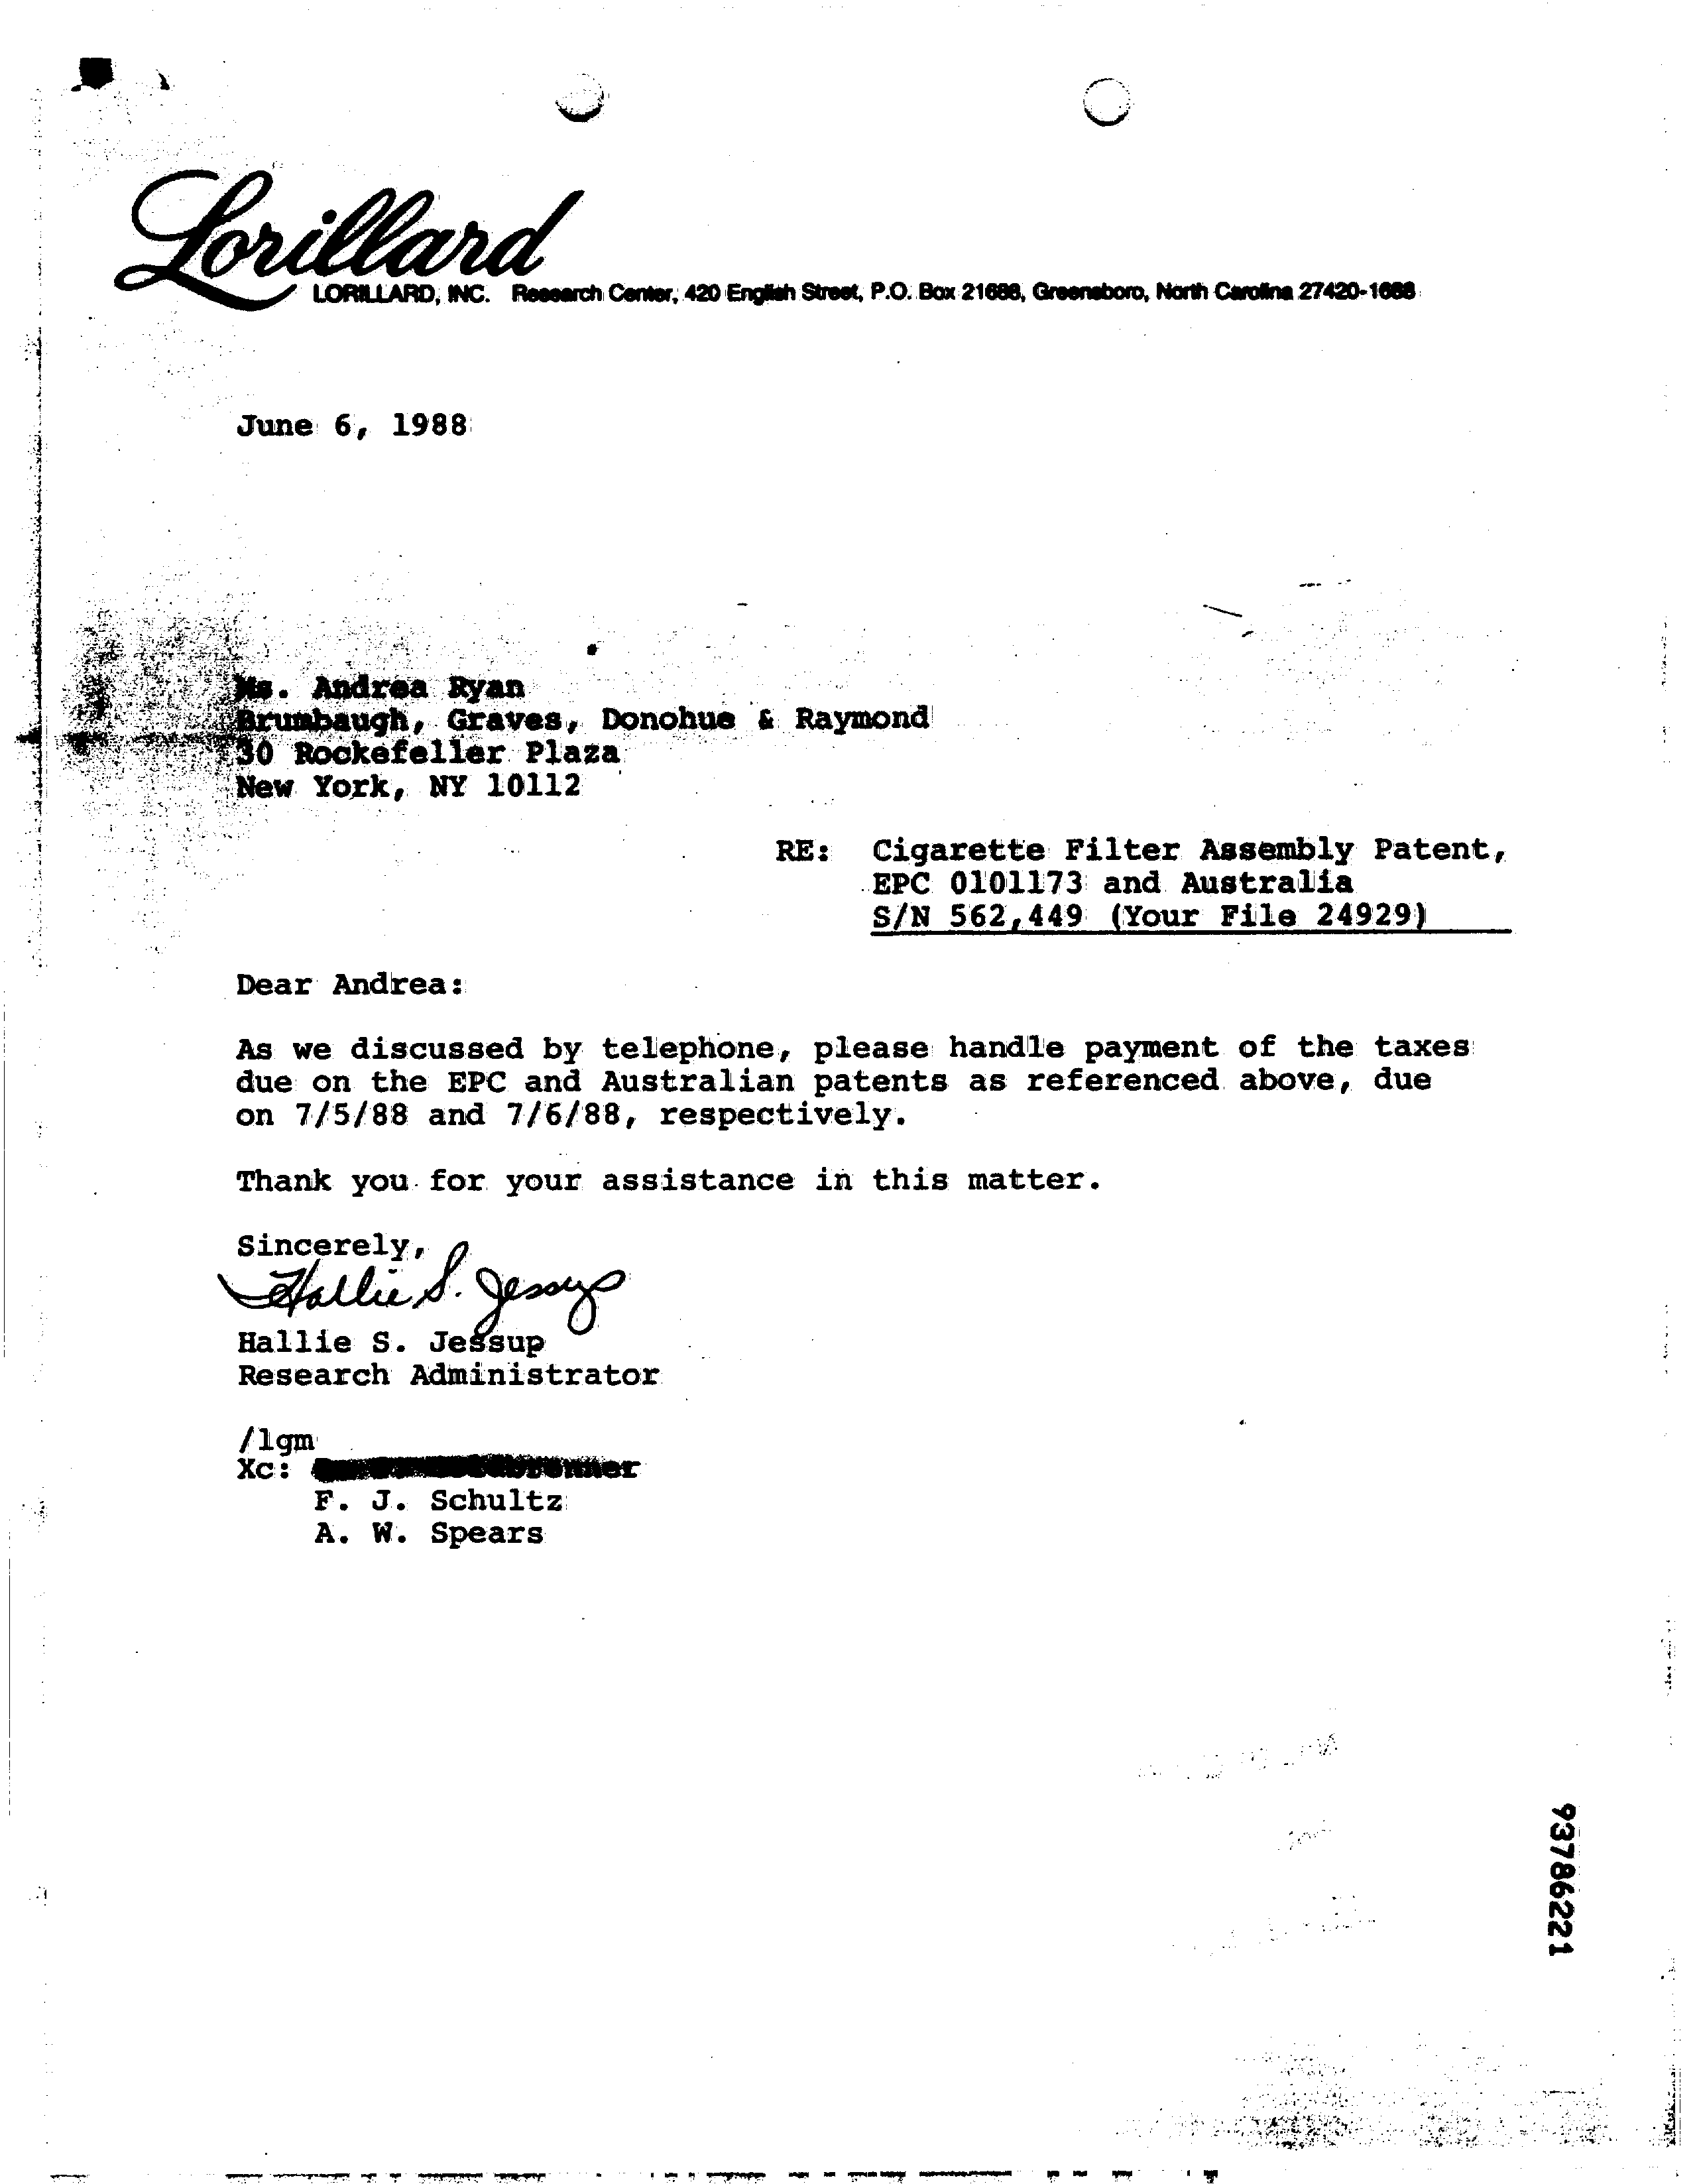 Lorillard
LORILLARD, INC. Research Center, 420 English Street, P.O. Box 21688, Greensboro, North Carolina 27420-1688
June 6, 1988
Ms. Andrea Ryan
Brumbaugh, Graves, Donohue & Raymond
30 Rockefeller Plaza
New York, NY 10112
RE: Cigarette Filter Assembly Patent,
EPC 0101173 and Australia
S/N 562,449 (Your File 24929)
Dear Andrea:
As we discussed by telephone, please handle payment of the taxes
due on the EPC and Australian patents as referenced above, due
on 7/5/88 and 7/6/88, respectively.
Thank you for your assistance in this matter.
Sincerely,
Hallie S. Jessup
Hallie S. Jessup
Research Administrator
/lgm
Xc:
F. J. Schultz
A. W. Spears
93786221